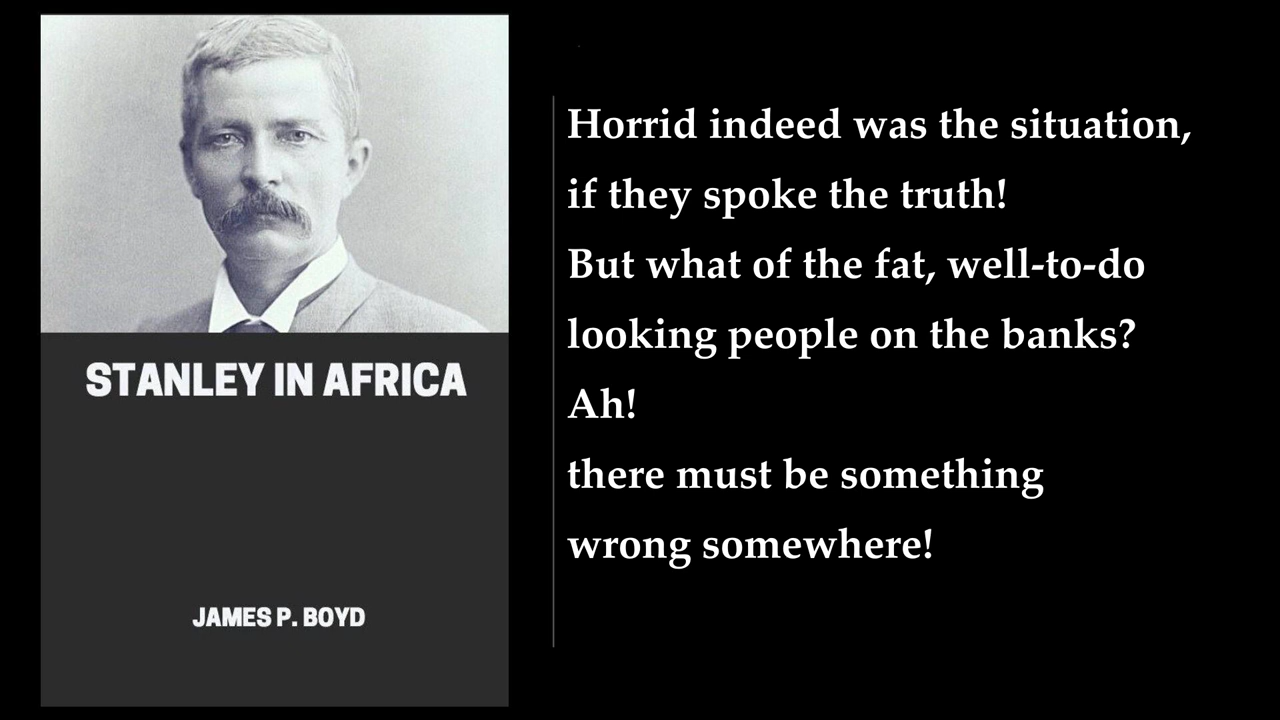 STANLEY IN AFRICA
JAMES P. BOYD
Horrid indeed was the situation,
if they spoke the truth!
But what of the fat, well-to-do
looking people on the banks?
Ah!
there must be something
wrong somewhere!